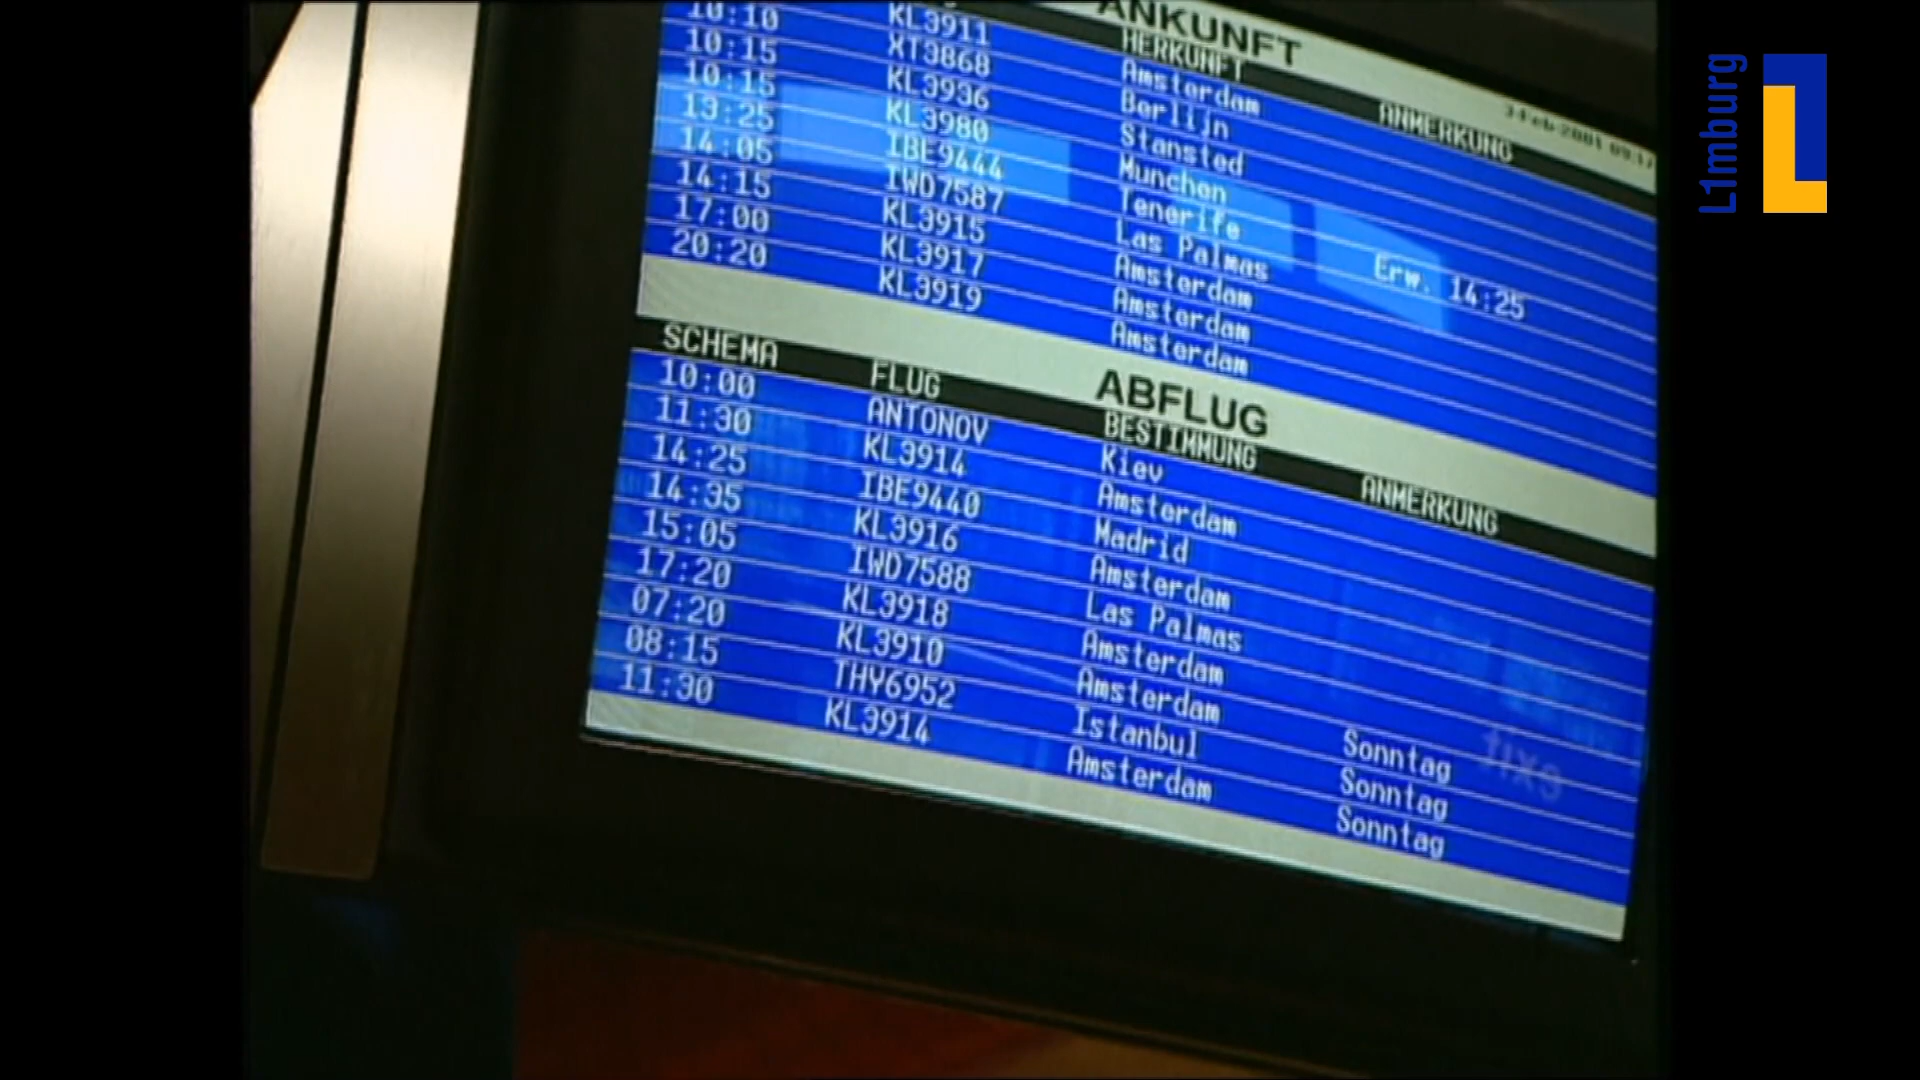 ANKUNFT
3-Feb-2001
HERKUNFT ANMERKUNG
KL3911 Amsterdam
10:10 XT3868 Berlijn
10:15 KL3936 Stansted
10:15 KL3980 Munchen
13:25 IBE9444 Tenerife Erw. 14:25
14:05 IWD7587 Las Palmas
14:15 KL3915 Amsterdam
17:00 KL3917 Amsterdam
20:20 KL3919 Amsterdam
ABFLUG
SCHEMA FLUG BESTIMMUNG ANMERKUNG
10:00 ANTONOV Kiev
11:30 KL3914 Amsterdam
14:25 IBE9440 Madrid
14:35 KL3916 Amsterdam
15:05 IWD7588 Las Palmas
17:20 KL3918 Amsterdam
07:20 KL3910 Amsterdam Sonntag
08:15 THY6952 Istanbul Sonntag
11:30 KL3914 Amsterdam Sonntag
L1mburg